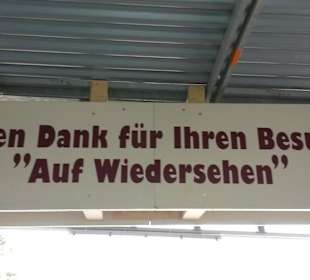 en Dank für Ihren Besu
"Auf Wiedersehen"